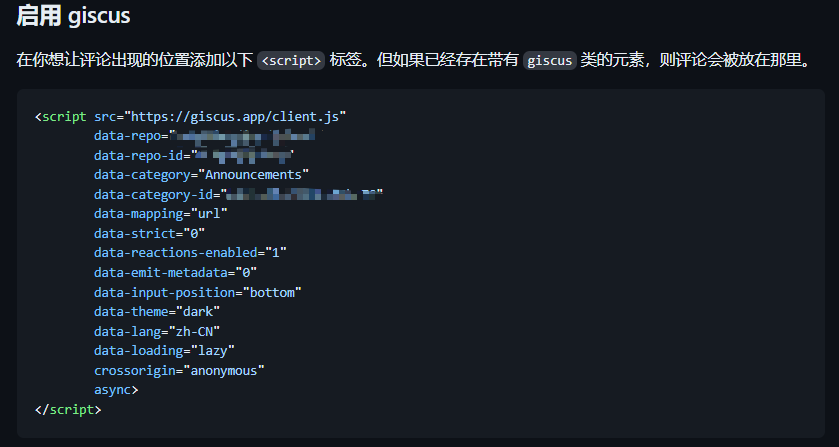 启用 giscus
在你想让评论出现的位置添加以下 <script> 标签。但如果已经存在带有 giscus 类的元素，则评论会被放在那里。
<script src="https://giscus.app/client.js"
data-repo="
data-repo-id="
data-category="Announcements"
data-category-id="
data-mapping="url"
data-strict="0"
data-reactions-enabled="1"
data-emit-metadata="0"
data-input-position="bottom"
data-theme="dark"
data-lang="zh-CN"
data-loading="lazy"
crossorigin="anonymous"
async>
</script>